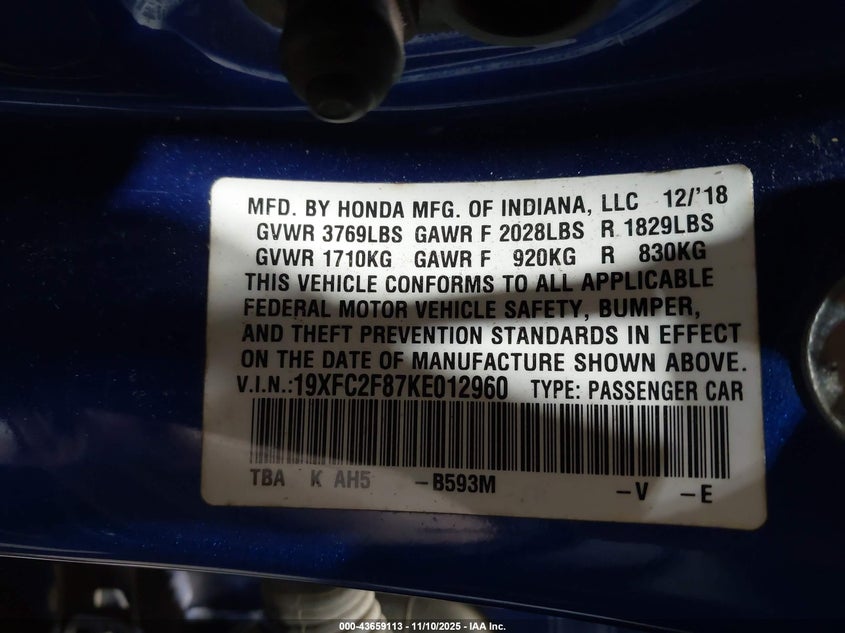 MFD. BY HONDA MFG. OF INDIANA, LLC 12/'18
GVWR 3769LBS GAWR F 2028LBS R 1829LBS
GVWR 1710KG GAWR F 920KG R 830KG
THIS VEHICLE CONFORMS TO ALL APPLICABLE
FEDERAL MOTOR VEHICLE SAFETY, BUMPER,
AND THEFT PREVENTION STANDARDS IN EFFECT
ON THE DATE OF MANUFACTURE SHOWN ABOVE.
V.I.N.:19XFC2F87KE012960 TYPE: PASSENGER CAR
TBA K AH5 -B593M -V -E
000-43659113 - 11/10/2025 - IAA Inc.